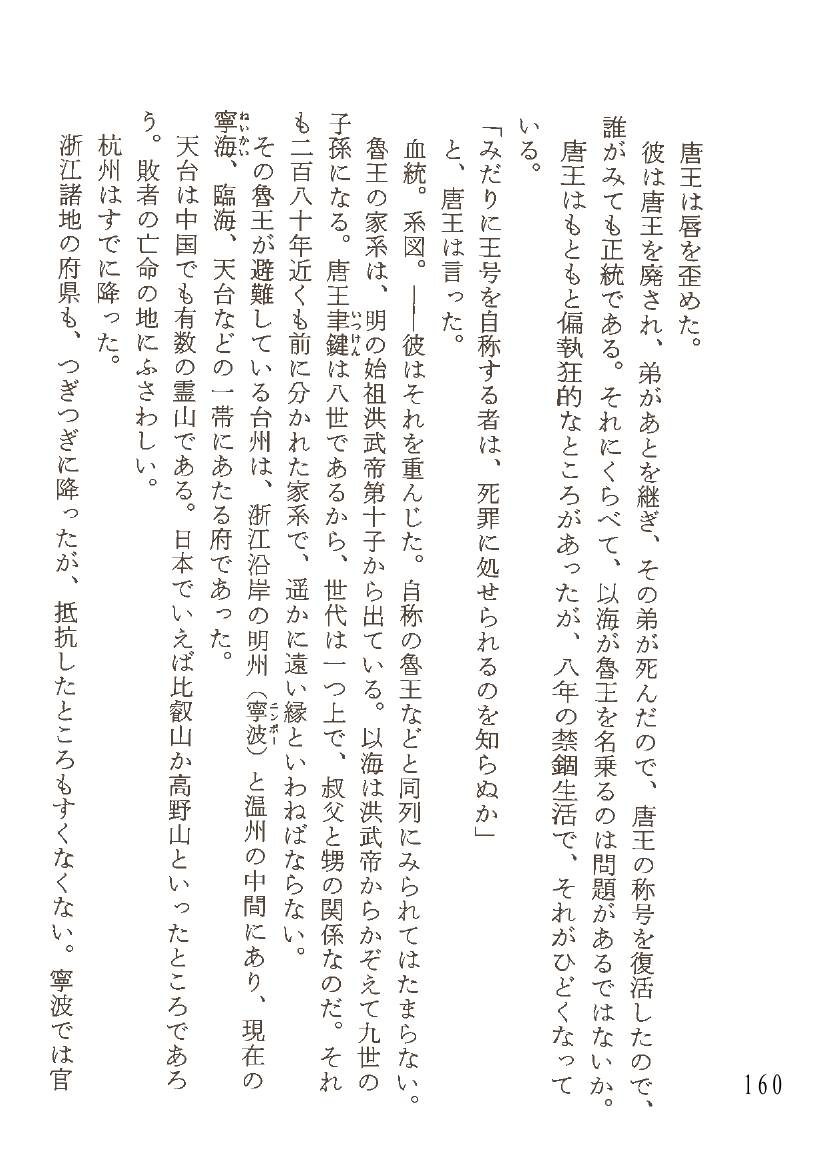 唐王は唇を歪めた。
彼は唐王を廃され、弟があとを継ぎ、その弟が死んだので、唐王の称号を復活したので、
誰がみても正統である。それにくらべて、以海が魯王を名乗るのは問題があるではないか。
唐王はもともと偏執狂的なところがあったが、八年の禁錮生活で、それがひどくなって
いる。
「みだりに王号を自称する者は、死罪に処せられるのを知らぬか」
と、唐王は言った。
血統。系図。――彼はそれを重んじた。自称の魯王などと同列にみられてはたまらない。
魯王の家系は、明の始祖洪武帝第十子から出ている。以海は洪武帝からかぞえて九世の
子孫になる。唐王聿鍵は八世であるから、世代は一つ上で、叔父と甥の関係なのだ。それ
いつけん
も二百八十年近くも前に分かれた家系で、遥かに遠い縁といわねばならない。
その魯王が避難している台州は、浙江沿岸の明州（寧波）と温州の中間にあり、現在の
ニンポー
寧海、臨海、天台などの一帯にあたる府であった。
ねいかい
天台は中国でも有数の霊山である。日本でいえば比叡山か高野山といったところであろ
う。敗者の亡命の地にふさわしい。
杭州はすでに降った。
浙江諸地の府県も、つぎつぎに降ったが、抵抗したところもすくなくない。寧波では官
160